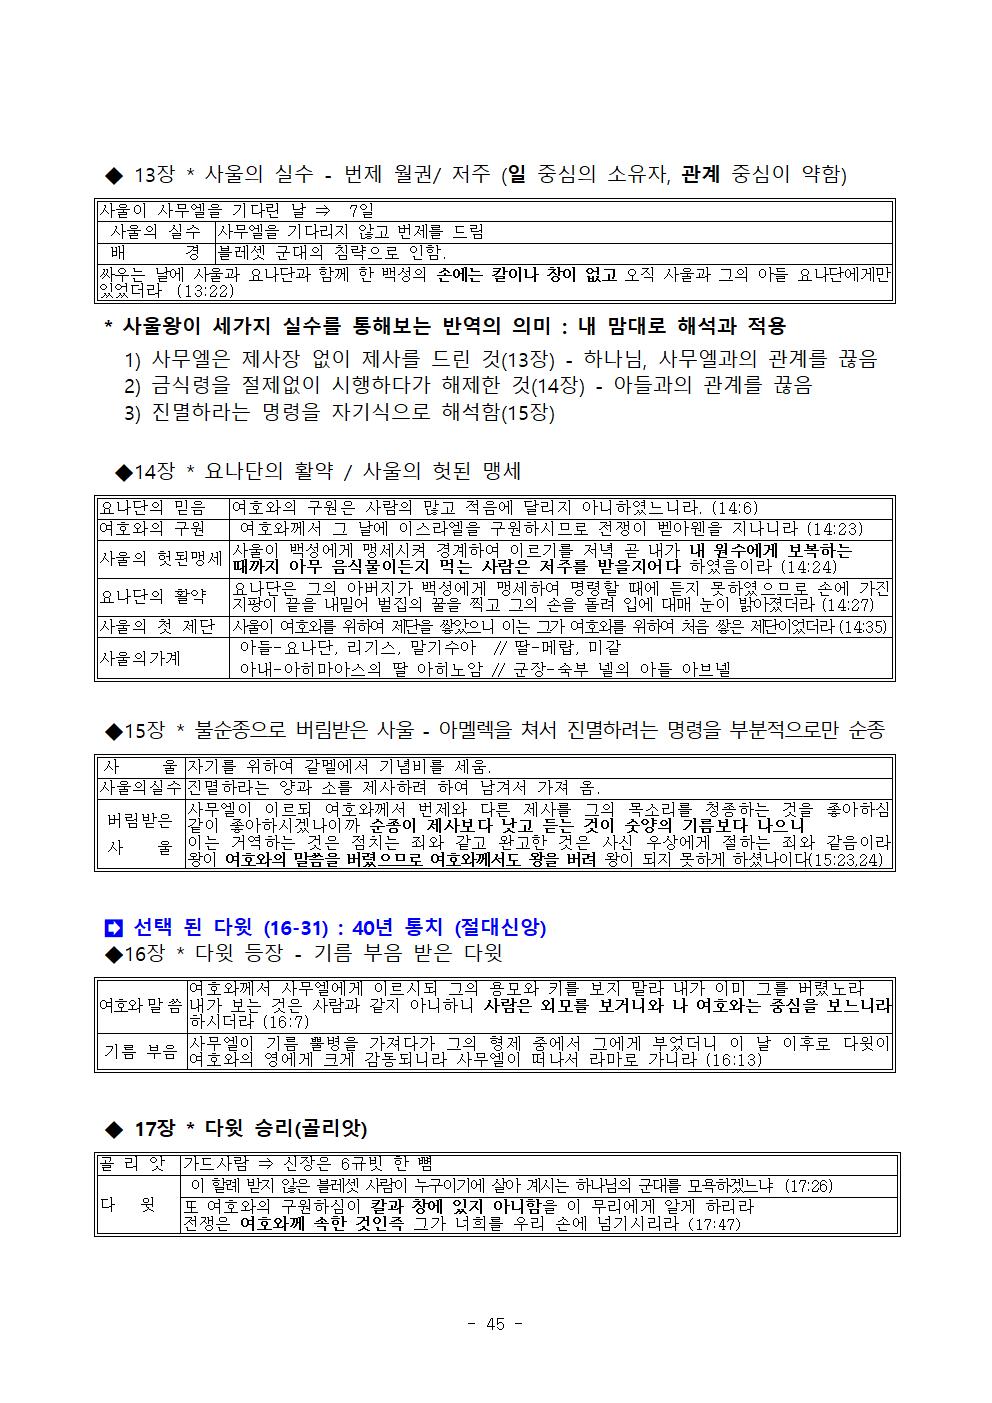 ◆ 13장 * 사울의 실수 - 번제 월권/ 저주 (일 중심의 소유자, 관계 중심이 약함)
사울이 사무엘을 기다린 날 ⇒ 7일
사울의 실수 사무엘을 기다리지 않고 번제를 드림
배 경 블레셋 군대의 침략으로 인함.
싸우는 날에 사울과 요나단과 함께 한 백성의 손에는 칼이나 창이 없고 오직 사울과 그의 아들 요나단에게만
있었더라 (13:22)
* 사울왕이 세가지 실수를 통해보는 반역의 의미 : 내 맘대로 해석과 적용
1) 사무엘은 제사장 없이 제사를 드린 것(13장) - 하나님, 사무엘과의 관계를 끊음
2) 금식령을 절제없이 시행하다가 해제한 것(14장) - 아들과의 관계를 끊음
3) 진멸하라는 명령을 자기식으로 해석함(15장)
◆14장 * 요나단의 활약 / 사울의 헛된 맹세
요나단의 믿음 여호와의 구원은 사람의 많고 적음에 달리지 아니하였느니라. (14:6)
여호와의 구원 여호와께서 그 날에 이스라엘을 구원하시므로 전쟁이 벧아웬을 지나니라 (14:23)
사울의 헛된맹세 사울이 백성에게 맹세시켜 경계하여 이르기를 저녁 곧 내가 내 원수에게 보복하는
때까지 아무 음식물이든지 먹는 사람은 저주를 받을지어다 하였음이라 (14:24)
요나단의 활약 요나단은 그의 아버지가 백성에게 맹세하여 명령할 때에 듣지 못하였으므로 손에 가진
지팡이 끝을 내밀어 벌집의 꿀을 찍고 그의 손을 돌려 입에 대매 눈이 밝아졌더라 (14:27)
사울의 첫 제단 사울이 여호와를 위하여 제단을 쌓았으니 이는 그가 여호와를 위하여 처음 쌓은 제단이었더라 (14:35)
사울의가계 아들-요나단, 리기스, 말기수아 // 딸-메랍, 미갈
아내-아히마아스의 딸 아히노암 // 군장-숙부 넬의 아들 아브넬
◆15장 * 불순종으로 버림받은 사울 - 아멜렉을 쳐서 진멸하려는 명령을 부분적으로만 순종
사 울 자기를 위하여 갈멜에서 기념비를 세움.
사울의실수 진멸하라는 양과 소를 제사하려 하여 남겨서 가져 옴.
버림받은 사 울 사무엘이 이르되 여호와께서 번제와 다른 제사를 그의 목소리를 청종하는 것을 좋아하심
같이 좋아하시겠나이까 순종이 제사보다 낫고 듣는 것이 숫양의 기름보다 나으니
이는 거역하는 것은 점치는 죄와 같고 완고한 것은 사신 우상에게 절하는 죄와 같음이라
왕이 여호와의 말씀을 버렸으므로 여호와께서도 왕을 버려 왕이 되지 못하게 하셨나이다(15:23,24)
➡ 선택 된 다윗 (16-31) : 40년 통치 (절대신앙)
◆16장 * 다윗 등장 - 기름 부음 받은 다윗
여호와 말 씀 여호와께서 사무엘에게 이르시되 그의 용모와 키를 보지 말라 내가 이미 그를 버렸노라
내가 보는 것은 사람과 같지 아니하니 사람은 외모를 보거니와 나 여호와는 중심을 보느니라
하시더라 (16:7)
기름 부음 사무엘이 기름 뿔병을 가져다가 그의 형제 중에서 그에게 부었더니 이 날 이후로 다윗이
여호와의 영에게 크게 감동되니라 사무엘이 떠나서 라마로 가니라 (16:13)
◆ 17장 * 다윗 승리(골리앗)
골 리 앗 가드사람 ⇒ 신장은 6규빗 한 뼘
다 윗 이 할례 받지 않은 블레셋 사람이 누구이기에 살아 계시는 하나님의 군대를 모욕하겠느냐 (17:26)
또 여호와의 구원하심이 칼과 창에 있지 아니함을 이 무리에게 알게 하리라
전쟁은 여호와께 속한 것인즉 그가 너희를 우리 손에 넘기시리라 (17:47)
- 45 -